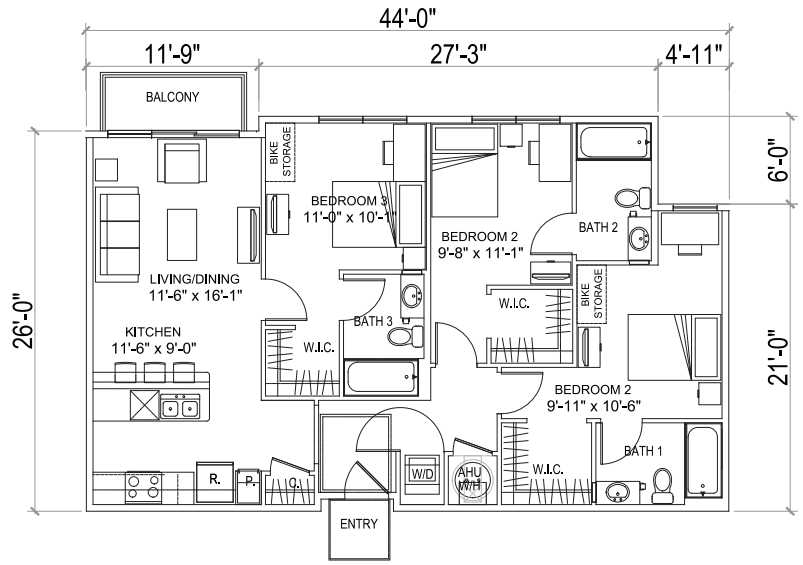 44'-0"
11'-9"
27'-3"
4'-11"
BALCONY
6'-0"
BIKE
STORAGE
BEDROOM 3
11'-0" x 10'-1"
BEDROOM 2
9'-8" x 11'-1"
BATH 2
26'-0"
LIVING/DINING
11'-6" x 16'-1"
BIKE
STORAGE
W.I.C.
KITCHEN
11'-6" x 9'-0"
BATH 3
W.I.C.
21'-0"
BEDROOM 2
9'-11" x 10'-6"
BATH 1
W.I.C.
R.
P.
C.
W/D
AHU
W/H
ENTRY